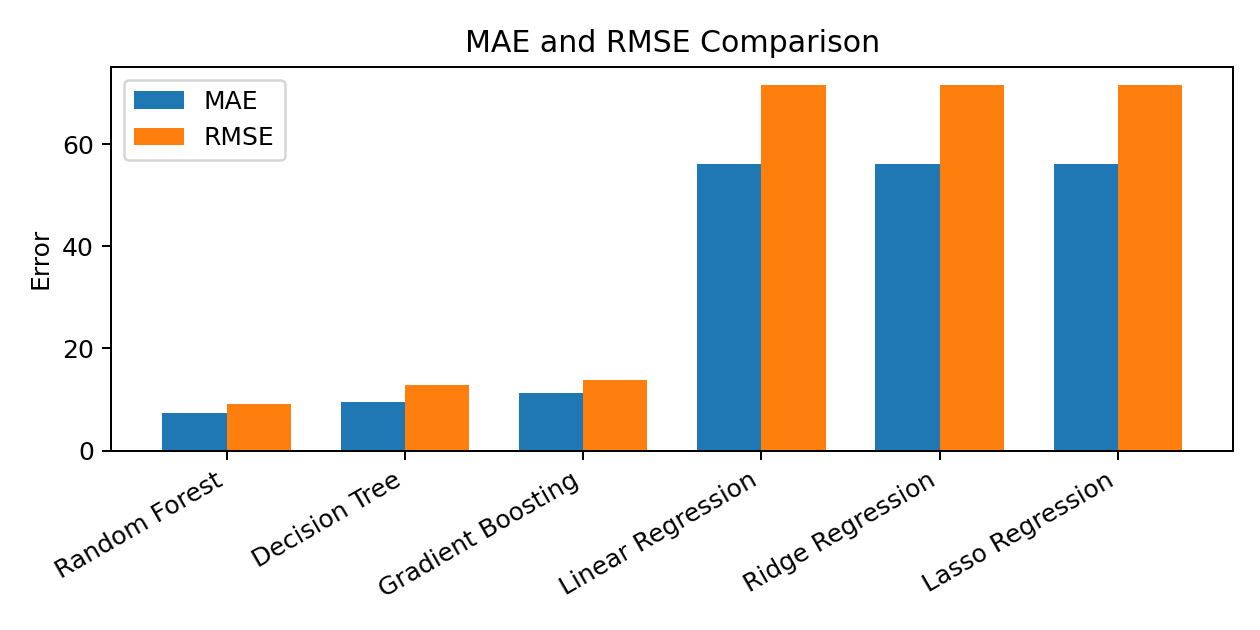 MAE and RMSE Comparison
MAE
RMSE
Error
60
40
20
0
Random Forest
Decision Tree
Gradient Boosting
Linear Regression
Ridge Regression
Lasso Regression